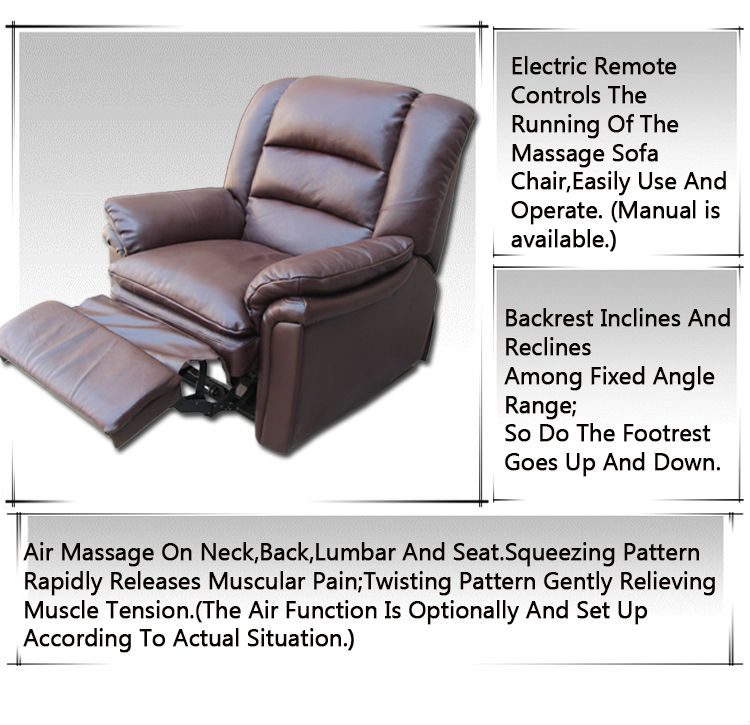 Electric Remote
Controls The
Running Of The
Massage Sofa
Chair,Easily Use And
Operate. (Manual is
available.)
Backrest Inclines And
Reclines
Among Fixed Angle
Range;
So Do The Footrest
Goes Up And Down.
Air Massage On Neck,Back,Lumbar And Seat.Squeezing Pattern
Rapidly Releases Muscular Pain;Twisting Pattern Gently Relieving
Muscle Tension.(The Air Function Is Optionally And Set Up
According To Actual Situation.)